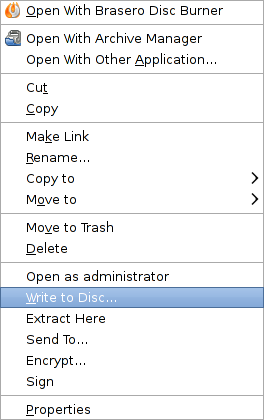 Open With Brasero Disc Burner
Open With Archive Manager
Open With Other Application...
Cut
Copy
Make Link
Rename...
Copy to
Move to
Move to Trash
Delete
Open as administrator
Write to Disc...
Extract Here
Send To...
Encrypt...
Sign
Properties